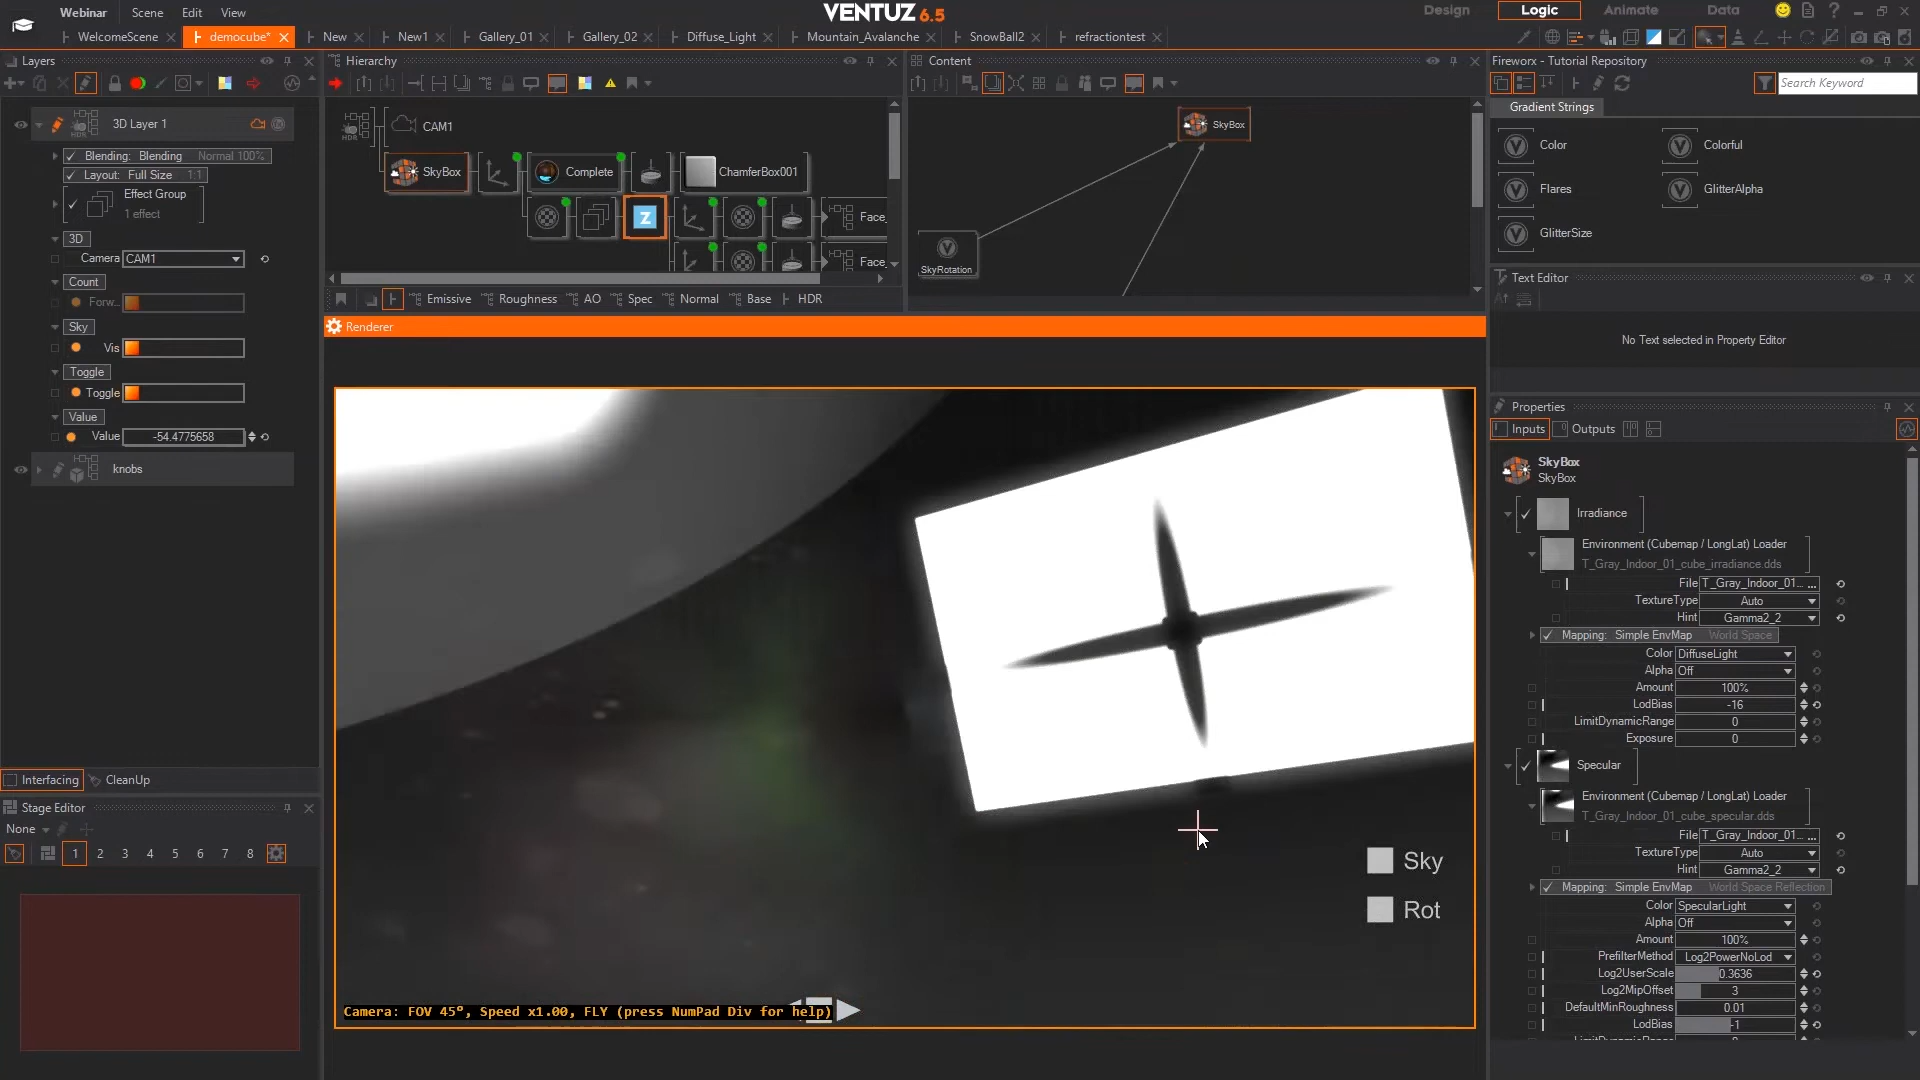 Webinar Scene Edit View
VENTUZ 6.5
Design Logic Animate Data
WelcomeScene democube* New New1 Gallery_01 Gallery_02 Diffuse_Light Mountain_Avalanche SnowBall2 refractiontest
Layers
Hierarchy
Content
Fireworx - Tutorial Repository
Search Keyword
Gradient Strings
Color
Colorful
Flares
GlitterAlpha
GlitterSize
3D Layer 1
Blending: Blending Normal 100%
Layout: Full Size 1:1
Effect Group
1 effect
3D
Camera CAM1
Count
Forw...
Sky
Vis
Toggle
Toggle
Value
Value -54.4775658
knobs
HDR
CAM1
SkyBox
Complete
ChamferBox001
Z
Face_
Face_
Emissive Roughness AO Spec Normal Base HDR
SkyBox
SkyRotation
Text Editor
No Text selected in Property Editor
Renderer
Sky
Rot
Camera: FOV 45°, Speed x1.00, FLY (press NumPad Div for help)
Interfacing CleanUp
Stage Editor
None
1 2 3 4 5 6 7 8
Properties
Inputs Outputs
SkyBox
SkyBox
Irradiance
Environment (Cubemap / LongLat) Loader
T_Gray_Indoor_01_cube_irradiance.dds
File T_Gray_Indoor_01... ...
TextureType Auto
Hint Gamma2_2
Mapping: Simple EnvMap World Space
Color DiffuseLight
Alpha Off
Amount 100%
LodBias -16
LimitDynamicRange 0
Exposure 0
Specular
Environment (Cubemap / LongLat) Loader
T_Gray_Indoor_01_cube_specular.dds
File T_Gray_Indoor_01... ...
TextureType Auto
Hint Gamma2_2
Mapping: Simple EnvMap World Space Reflection
Color SpecularLight
Alpha Off
Amount 100%
PrefilterMethod Log2PowerNoLod
Log2UserScale 0.3636
Log2MipOffset 3
DefaultMinRoughness 0.01
LodBias -1